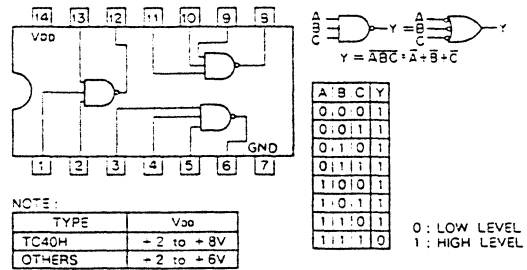 14 13 12 11 10 9 8
VDD
GND
1 2 3 4 5 6 7
A
B
C
Y
=
A
B
C
Y
Y = A̅B̅C̅ = A̅+B̅+C̅
A B C Y
0 0 0 1
0 0 1 1
0 1 0 1
0 1 1 1
1 0 0 1
1 0 1 1
1 1 0 1
1 1 1 0
0 : LOW LEVEL
1 : HIGH LEVEL
NOTE :
TYPE VDD
TC40H +2 to +8V
OTHERS +2 to +6V